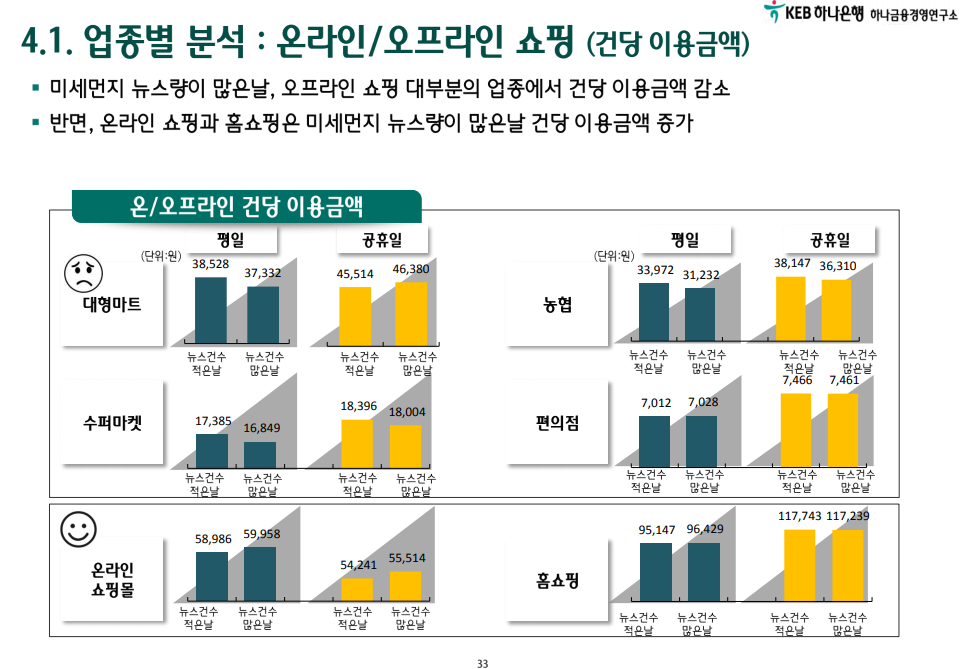 KEB 하나은행 하나금융경영연구소
4.1. 업종별 분석 : 온라인/오프라인 쇼핑 (건당 이용금액)
▪ 미세먼지 뉴스량이 많은날, 오프라인 쇼핑 대부분의 업종에서 건당 이용금액 감소
▪ 반면, 온라인 쇼핑과 홈쇼핑은 미세먼지 뉴스량이 많은날 건당 이용금액 증가
온/오프라인 건당 이용금액
평일 공휴일
(단위:원)
대형마트
38,528 37,332 45,514 46,380
뉴스건수 뉴스건수 뉴스건수 뉴스건수
적은날 많은날 적은날 많은날
수퍼마켓
17,385 16,849 18,396 18,004
뉴스건수 뉴스건수 뉴스건수 뉴스건수
적은날 많은날 적은날 많은날
평일 공휴일
(단위:원)
농협
33,972 31,232 38,147 36,310
뉴스건수 뉴스건수 뉴스건수 뉴스건수
적은날 많은날 적은날 많은날
편의점
7,012 7,028 7,466 7,461
뉴스건수 뉴스건수 뉴스건수 뉴스건수
적은날 많은날 적은날 많은날
온라인
쇼핑몰
58,986 59,958 54,241 55,514
뉴스건수 뉴스건수 뉴스건수 뉴스건수
적은날 많은날 적은날 많은날
홈쇼핑
95,147 96,429 117,743 117,239
뉴스건수 뉴스건수 뉴스건수 뉴스건수
적은날 많은날 적은날 많은날
33